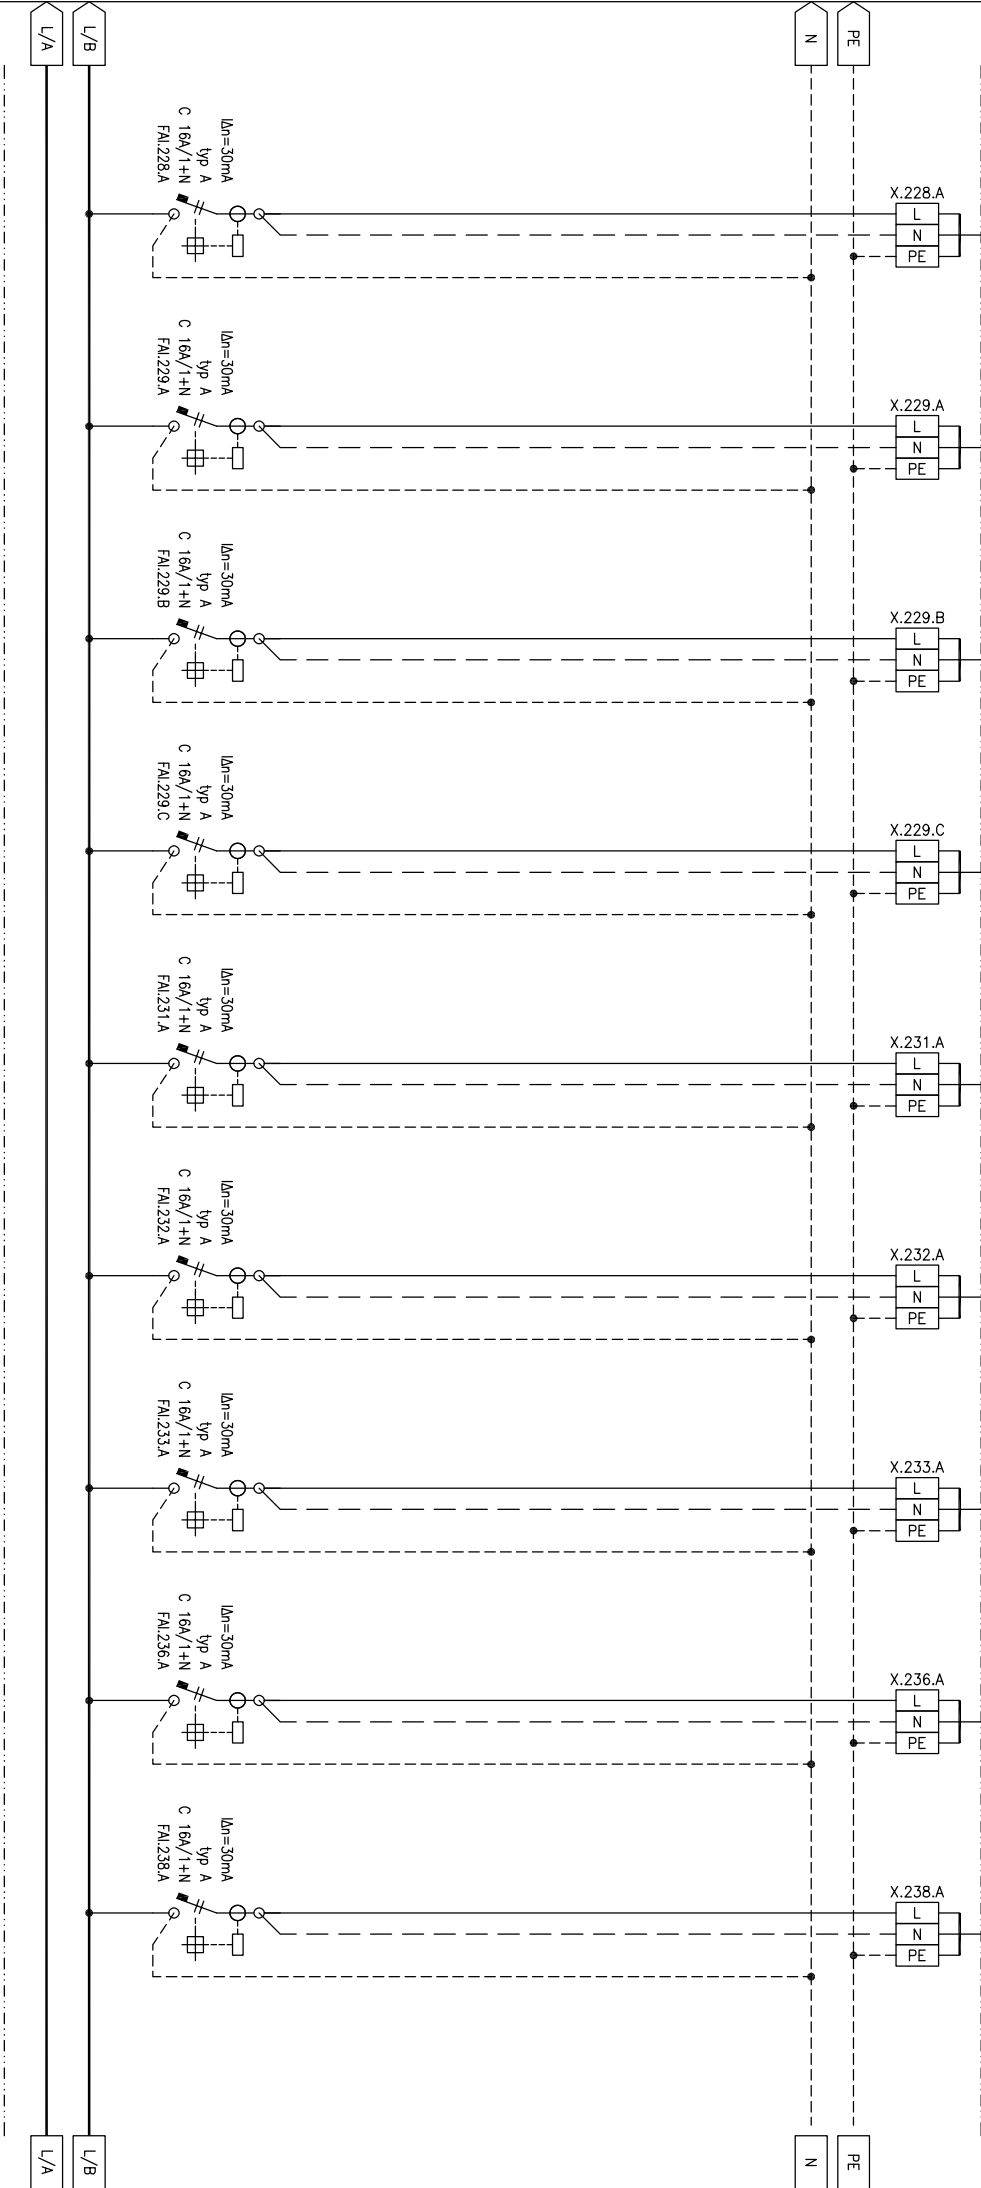 L/A
L/B
N
PE
IΔn=30mA
typ A
C 16A/1+N
FAI.228.A
X.228.A
L
N
PE
IΔn=30mA
typ A
C 16A/1+N
FAI.229.A
X.229.A
L
N
PE
IΔn=30mA
typ A
C 16A/1+N
FAI.229.B
X.229.B
L
N
PE
IΔn=30mA
typ A
C 16A/1+N
FAI.229.C
X.229.C
L
N
PE
IΔn=30mA
typ A
C 16A/1+N
FAI.231.A
X.231.A
L
N
PE
IΔn=30mA
typ A
C 16A/1+N
FAI.232.A
X.232.A
L
N
PE
IΔn=30mA
typ A
C 16A/1+N
FAI.233.A
X.233.A
L
N
PE
IΔn=30mA
typ A
C 16A/1+N
FAI.236.A
X.236.A
L
N
PE
IΔn=30mA
typ A
C 16A/1+N
FAI.238.A
X.238.A
L
N
PE
L/A
L/B
N
PE